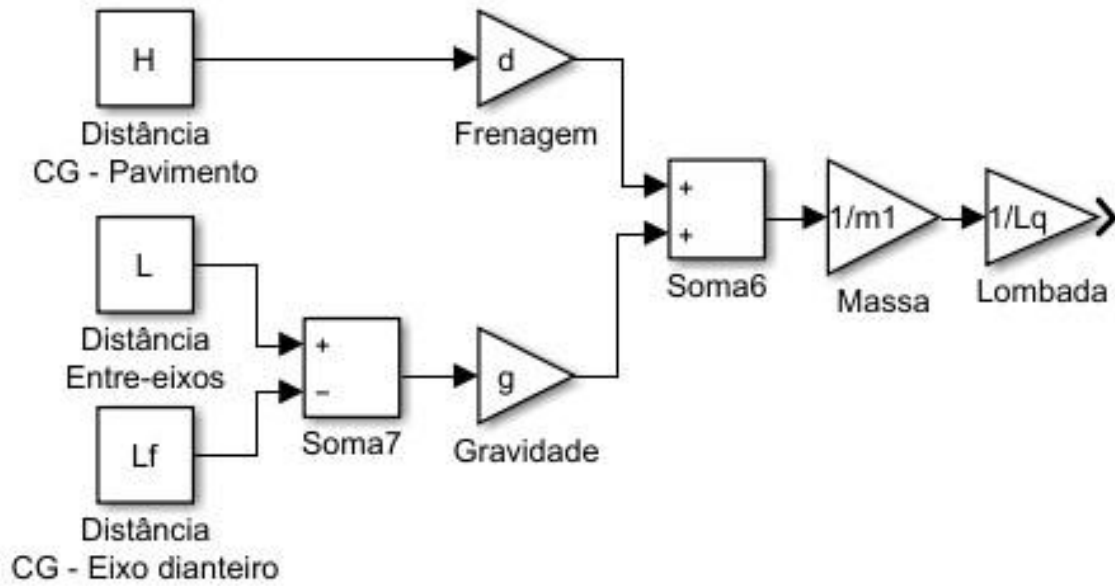 H
Distância
CG - Pavimento
d
Frenagem
L
Distância
Entre-eixos
Lf
Distância
CG - Eixo dianteiro
+
−
Soma7
g
Gravidade
+
+
Soma6
1/m1
Massa
1/Lq
Lombada